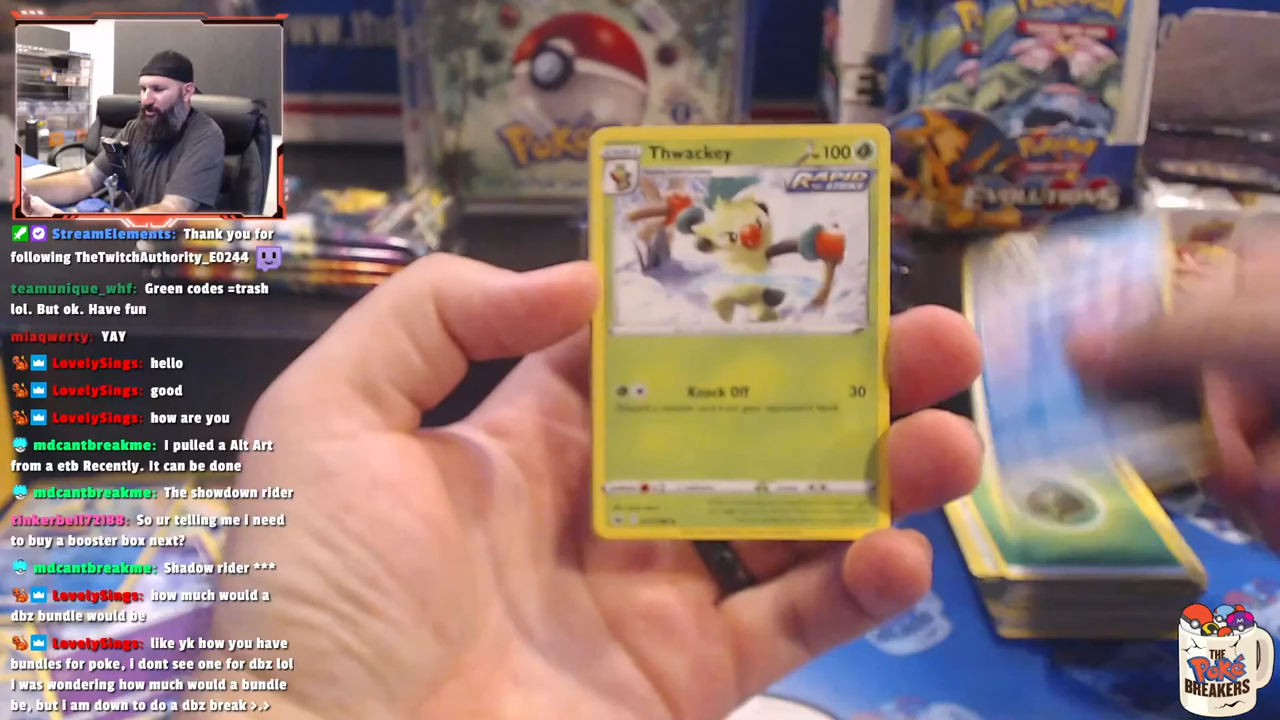 StreamElements: Thank you for
following TheTwitchAuthority_E0244
teamunique_whf: Green codes =trash
lol. But ok. Have fun
miaqwerty: YAY
LovelySings: hello
LovelySings: good
LovelySings: how are you
mdcantbreakme: I pulled a Alt Art
from a etb Recently. It can be done
mdcantbreakme: The showdown rider
tinkerbell72188: So ur telling me i need
to buy a booster box next?
mdcantbreakme: Shadow rider ***
LovelySings: how much would a
dbz bundle would be
LovelySings: like yk how you have
bundles for poke, i dont see one for dbz lol
i was wondering how much would a bundle
be, but i am down to do a dbz break >.>
www.the
Poké
EVOLUTIONS
Thwackey 100
RAPID
STRIKE
Knock Off 30
THE
Poké
BREAKERS